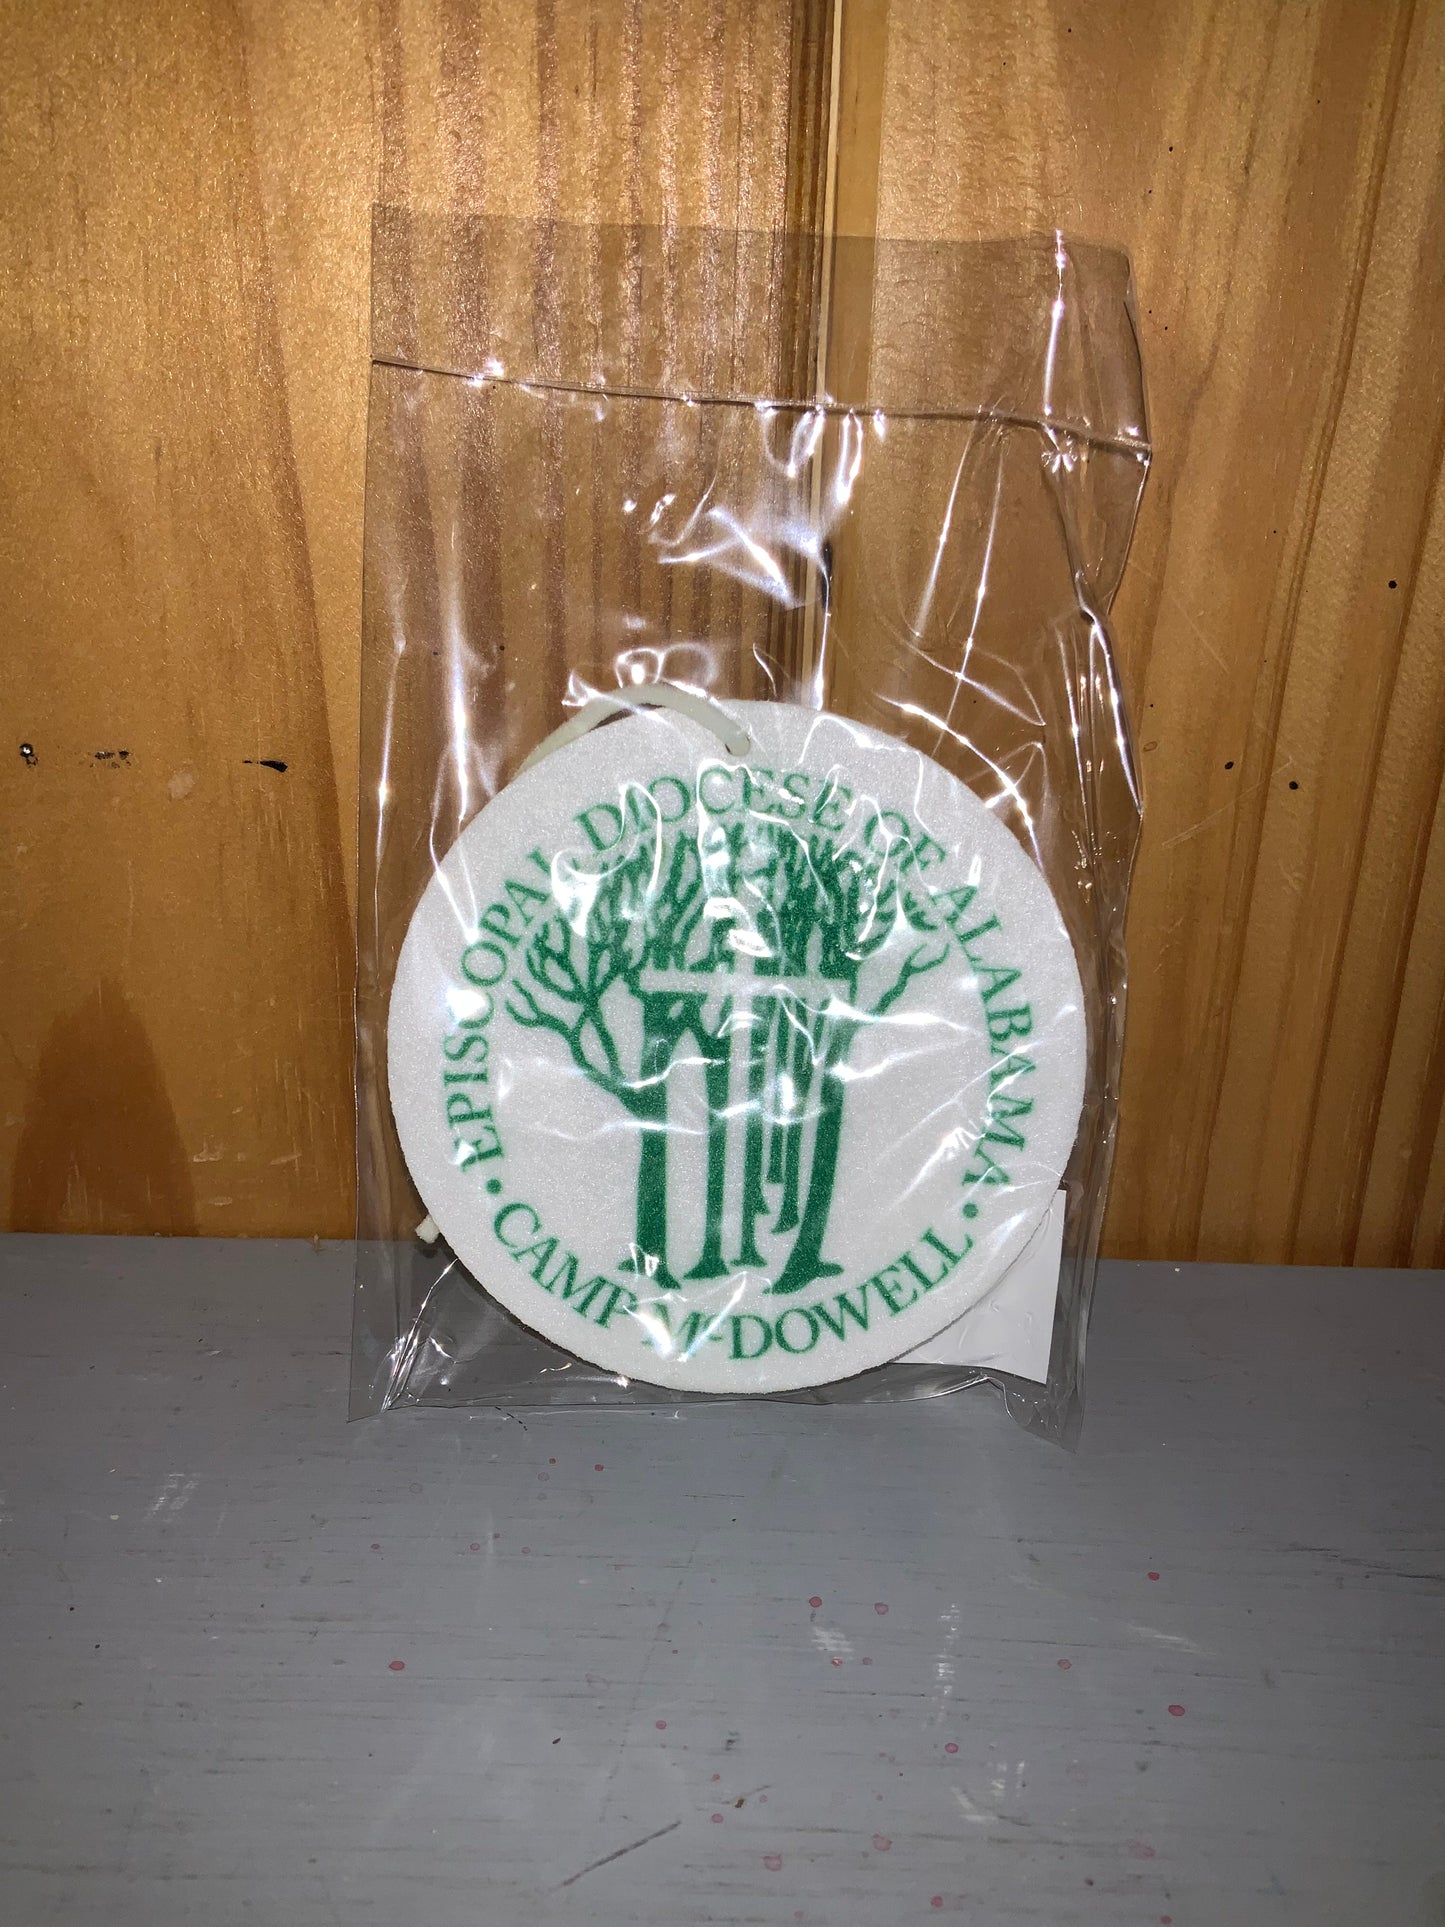 EPISCOPAL DIOCESE OF ALABAMA
• CAMP McDOWELL •